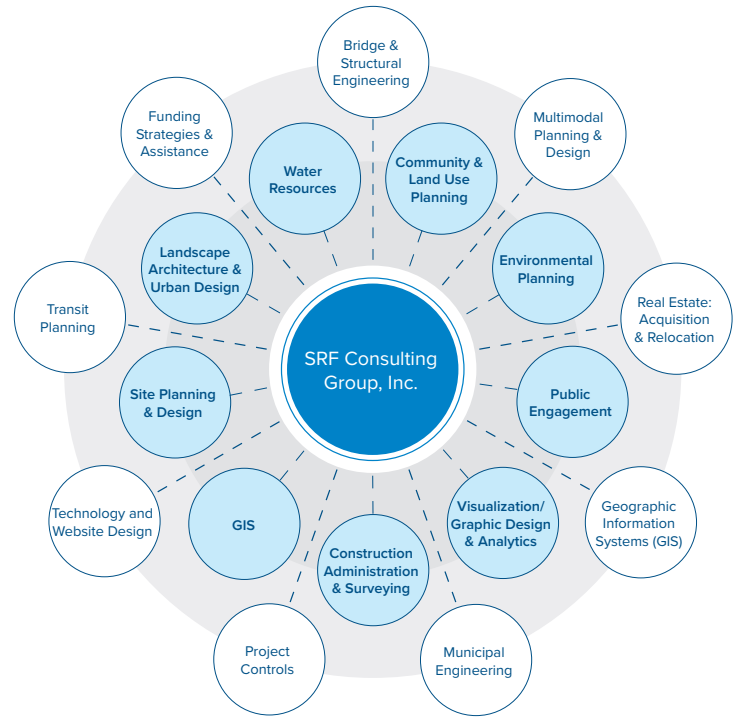 Bridge &
Structural
Engineering
Funding
Strategies &
Assistance
Multimodal
Planning &
Design
Water
Resources
Community &
Land Use
Planning
Landscape
Architecture &
Urban Design
Environmental
Planning
Transit
Planning
Real Estate:
Acquisition
& Relocation
SRF Consulting
Group, Inc.
Site Planning
& Design
Public
Engagement
Technology and
Website Design
GIS
Visualization/
Graphic Design
& Analytics
Geographic
Information
Systems (GIS)
Construction
Administration
& Surveying
Project
Controls
Municipal
Engineering